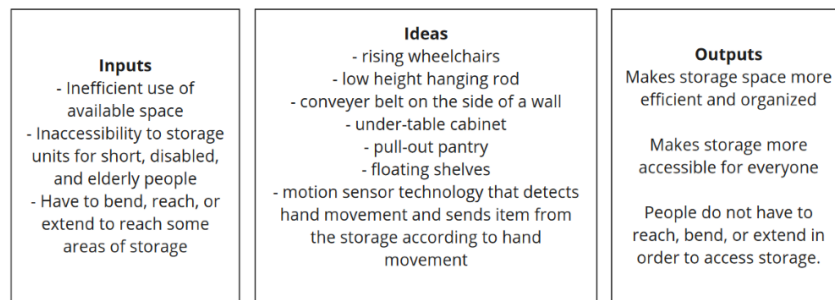 Inputs
- Inefficient use of
available space
- Inaccessibility to storage
units for short, disabled,
and elderly people
- Have to bend, reach, or
extend to reach some
areas of storage
Ideas
- rising wheelchairs
- low height hanging rod
- conveyer belt on the side of a wall
- under-table cabinet
- pull-out pantry
- floating shelves
- motion sensor technology that detects
hand movement and sends item from
the storage according to hand
movement
Outputs
Makes storage space more
efficient and organized
Makes storage more
accessible for everyone
People do not have to
reach, bend, or extend in
order to access storage.